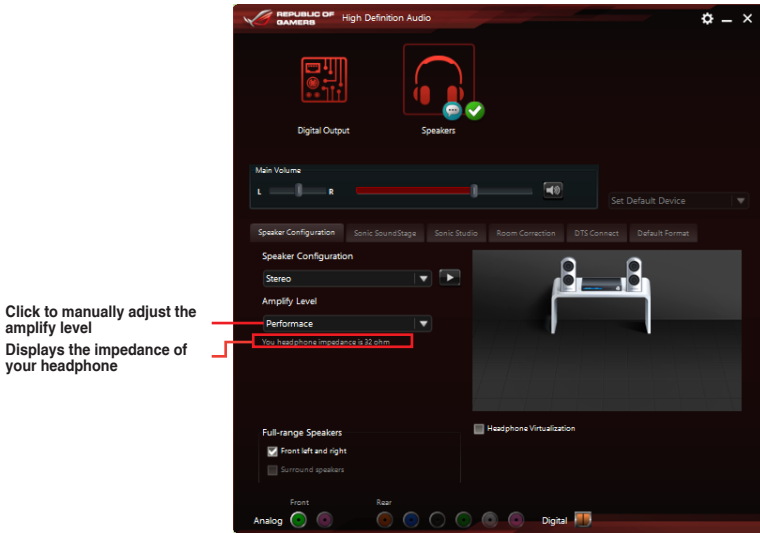 REPUBLIC OF
GAMERS
High Definition Audio
Digital Output
Speakers
Main Volume
L
R
Set Default Device
Speaker Configuration
Sonic SoundStage
Sonic Studio
Room Correction
DTS Connect
Default Format
Speaker Configuration
Stereo
Amplify Level
Click to manually adjust the
amplify level
Performace
Displays the impedance of
your headphone
You headphone impedance is 32 ohm
Full-range Speakers
Front left and right
Surround speakers
Headphone Virtualization
Front
Rear
Analog
Digital